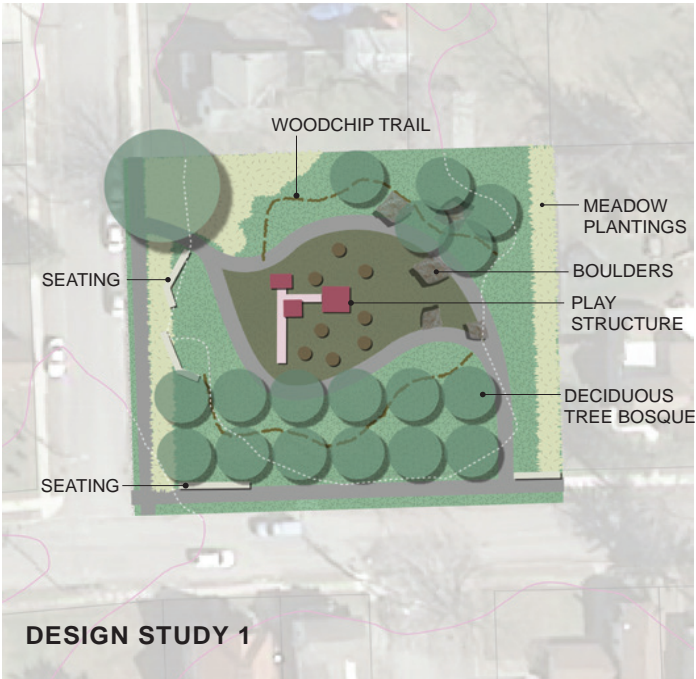 WOODCHIP TRAIL
MEADOW
PLANTINGS
SEATING
BOULDERS
PLAY
STRUCTURE
DECIDUOUS
TREE BOSQUE
SEATING
DESIGN STUDY 1